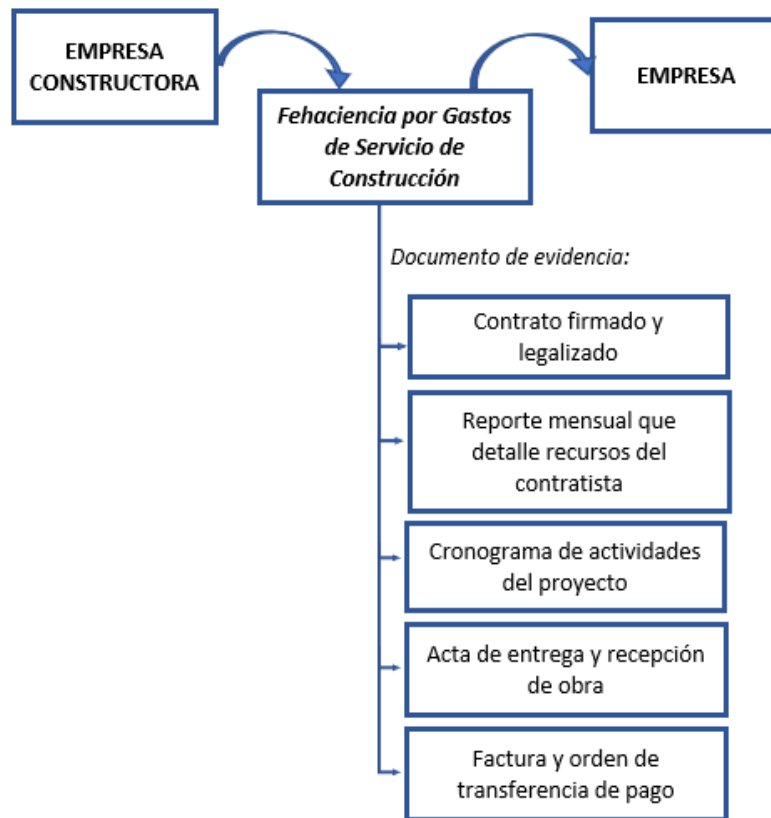 EMPRESA
CONSTRUCTORA
EMPRESA
Fehaciencia por Gastos
de Servicio de
Construcción
Documento de evidencia:
Contrato firmado y
legalizado
Reporte mensual que
detalle recursos del
contratista
Cronograma de actividades
del proyecto
Acta de entrega y recepción
de obra
Factura y orden de
transferencia de pago